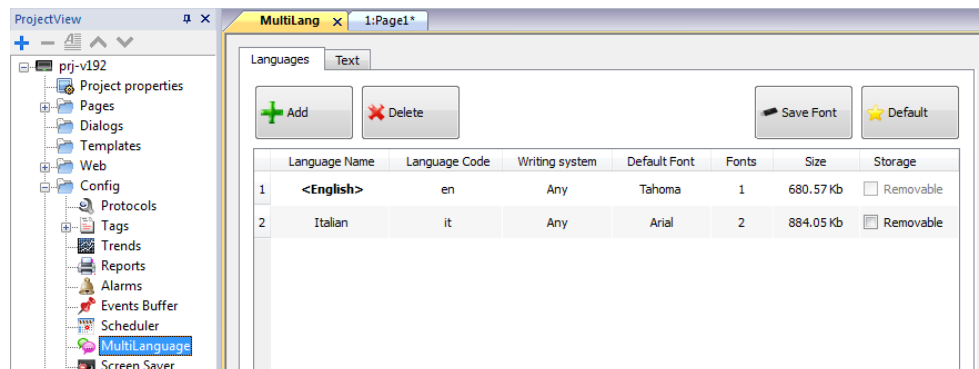 ProjectView
prj-v192
Project properties
Pages
Dialogs
Templates
Web
Config
Protocols
Tags
Trends
Reports
Alarms
Events Buffer
Scheduler
MultiLanguage
Screen Saver
MultiLang 1:Page1*
Languages Text
Add Delete Save Font Default
Language Name Language Code Writing system Default Font Fonts Size Storage
1 <English> en Any Tahoma 1 680.57 Kb Removable
2 Italian it Any Arial 2 884.05 Kb Removable